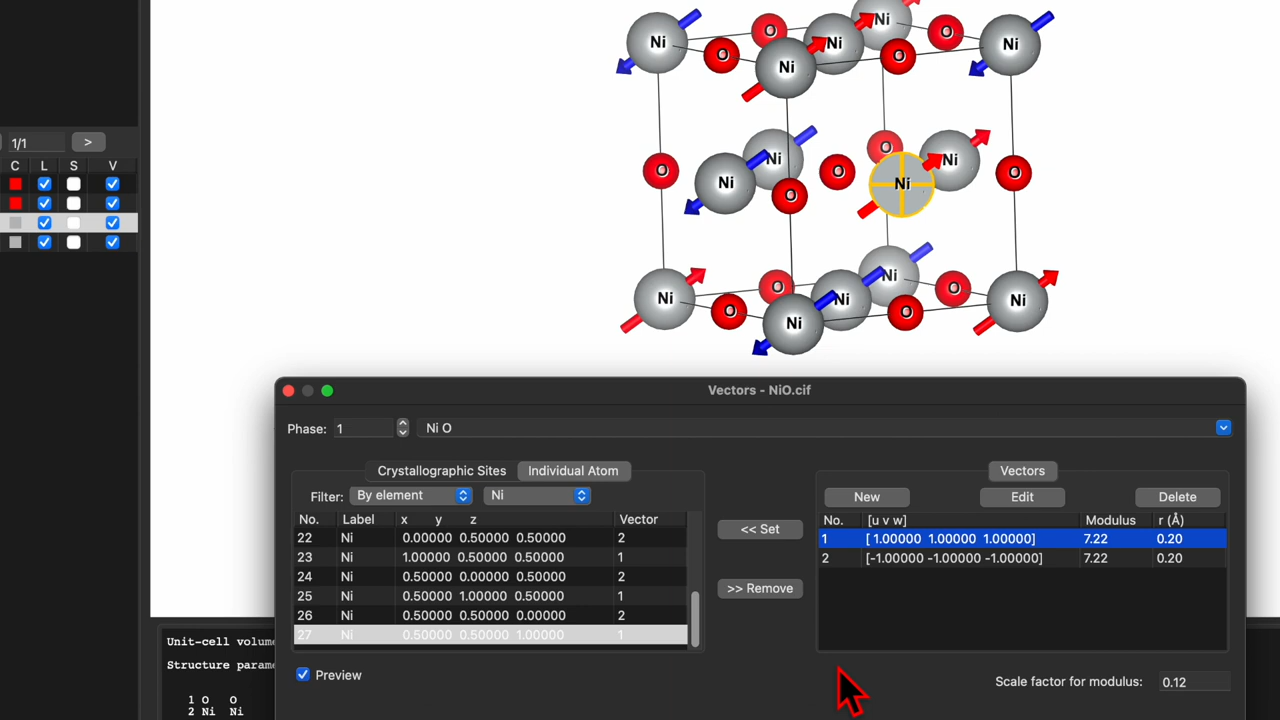 Ni
Ni O O Ni
Ni O O Ni
O
Ni O
O Ni Ni
O O Ni O
Ni O
Ni
Ni O Ni O Ni
O O
Ni
1/1 >
C L S V
Vectors - NiO.cif
Phase: 1 Ni O
Crystallographic Sites Individual Atom Vectors
Filter: By element Ni New Edit Delete
No. Label x y z Vector
22 Ni 0.00000 0.50000 0.50000 2
23 Ni 1.00000 0.50000 0.50000 1
24 Ni 0.50000 0.00000 0.50000 2
25 Ni 0.50000 1.00000 0.50000 1
26 Ni 0.50000 0.50000 0.00000 2
27 Ni 0.50000 0.50000 1.00000 1
<< Set
>> Remove
No. [u v w] Modulus r (Å)
1 [ 1.00000 1.00000 1.00000] 7.22 0.20
2 [-1.00000 -1.00000 -1.00000] 7.22 0.20
Preview
Scale factor for modulus: 0.12
Unit-cell volume
Structure parame
1 O O
2 Ni Ni